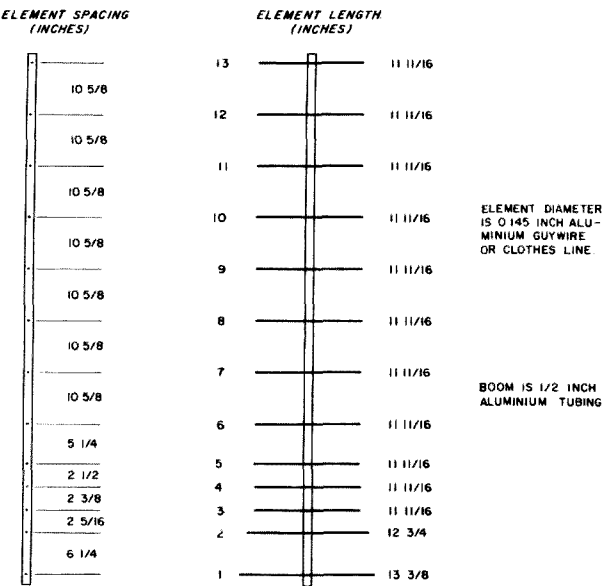 ELEMENT SPACING
(INCHES)
10 5/8
10 5/8
10 5/8
10 5/8
10 5/8
10 5/8
10 5/8
5 1/4
2 1/2
2 3/8
2 5/16
6 1/4
ELEMENT LENGTH
(INCHES)
13 11 11/16
12 11 11/16
11 11 11/16
10 11 11/16
9 11 11/16
8 11 11/16
7 11 11/16
6 11 11/16
5 11 11/16
4 11 11/16
3 11 11/16
2 12 3/4
1 13 3/8
ELEMENT DIAMETER
IS 0.145 INCH ALU-
MINIUM GUYWIRE
OR CLOTHES LINE.
BOOM IS 1/2 INCH
ALUMINIUM TUBING